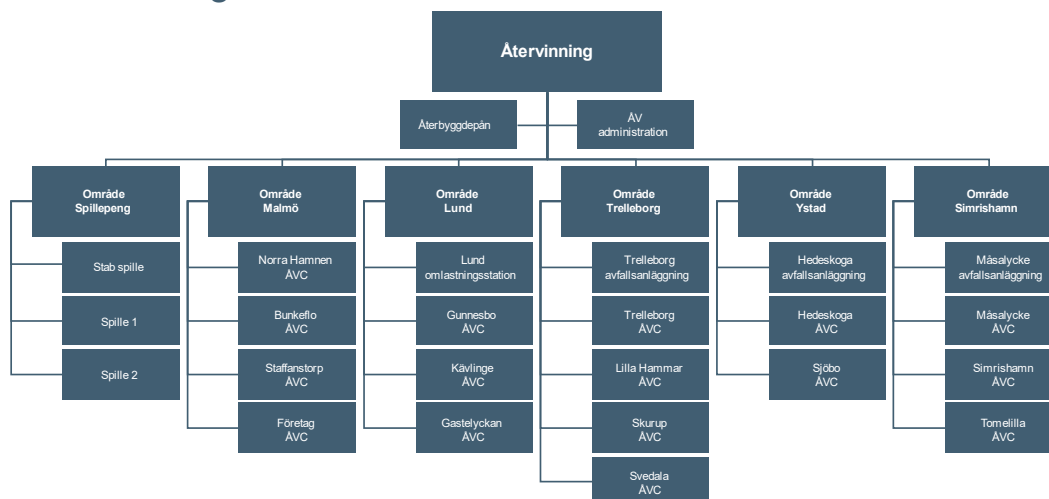 Återvinning
Återbyggdepån
ÅV
administration
Område
Spillepeng
Stab spille
Spille 1
Spille 2
Område
Malmö
Norra Hamnen
ÅVC
Bunkeflo
ÅVC
Staffanstorp
ÅVC
Företag
ÅVC
Område
Lund
Lund
omlastningsstation
Gunnesbo
ÅVC
Kävlinge
ÅVC
Gastelyckan
ÅVC
Område
Trelleborg
Trelleborg
avfallsanläggning
Trelleborg
ÅVC
Lilla Hammar
ÅVC
Skurup
ÅVC
Svedala
ÅVC
Område
Ystad
Hedeskoga
avfallsanläggning
Hedeskoga
ÅVC
Sjöbo
ÅVC
Område
Simrishamn
Måsalycke
avfallsanläggning
Måsalycke
ÅVC
Simrishamn
ÅVC
Tomelilla
ÅVC